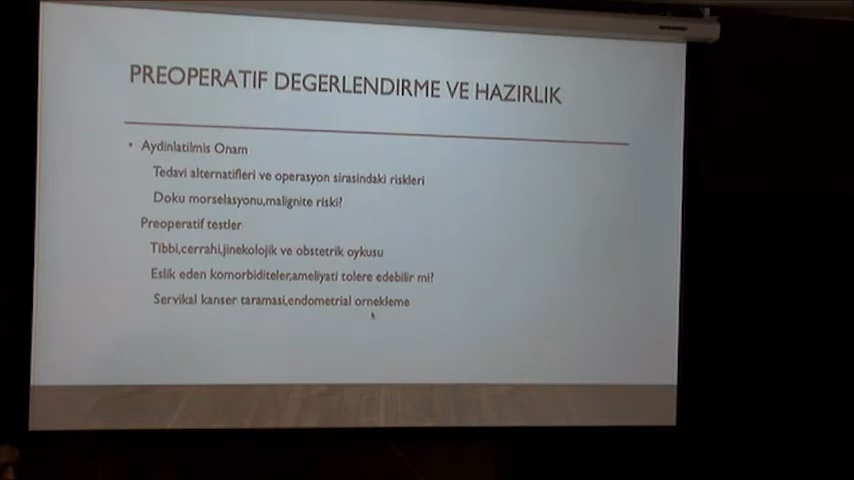 PREOPERATIF DEGERLENDIRME VE HAZIRLIK
• Aydinlatilmis Onam
Tedavi alternatifleri ve operasyon sirasindaki riskleri
Doku morselasyonu,malignite riski?
Preoperatif testler
Tibbi,cerrahi,jinekolojik ve obstetrik oykusu
Eslik eden komorbiditeler,ameliyati tolere edebilir mi?
Servikal kanser taramasi,endometrial ornekleme